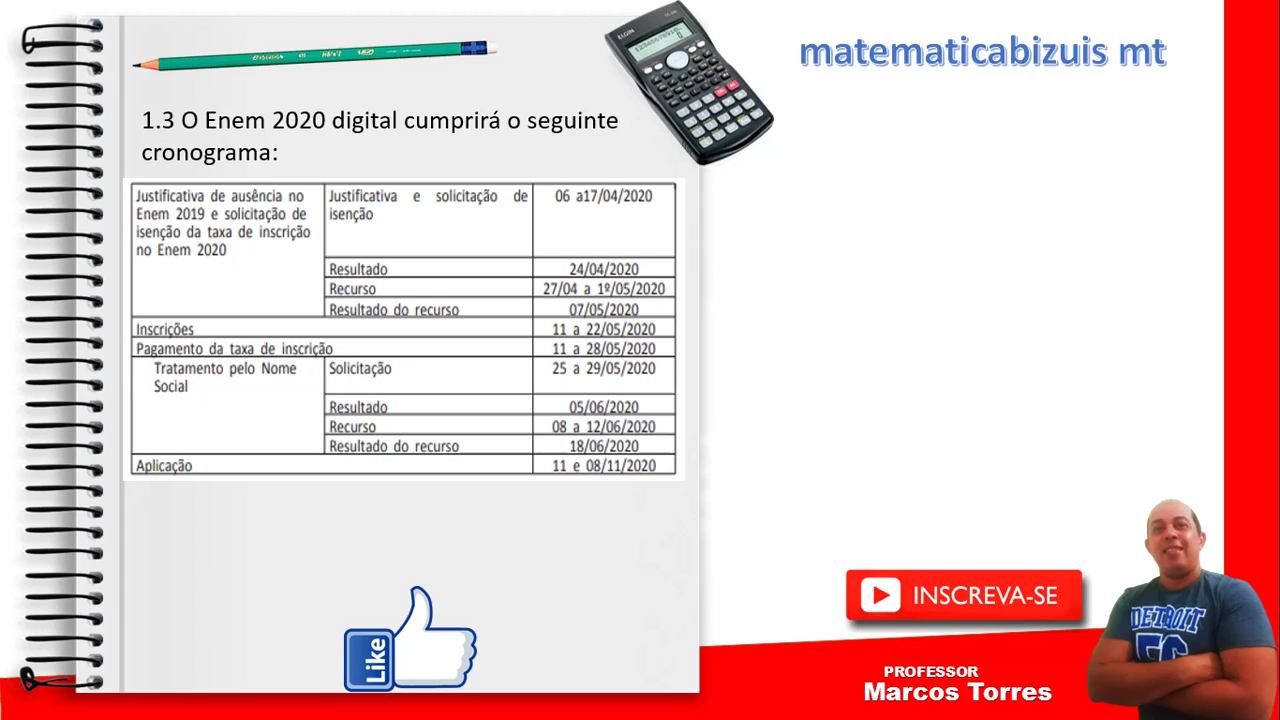 matematicabizuis mt
ELGIN
1.3 O Enem 2020 digital cumprirá o seguinte
cronograma:
Justificativa de ausência no
Enem 2019 e solicitação de
isenção da taxa de inscrição
no Enem 2020
Justificativa e solicitação de
isenção
06 a17/04/2020
Resultado
24/04/2020
Recurso
27/04 a 1º/05/2020
Resultado do recurso
07/05/2020
Inscrições
11 a 22/05/2020
Pagamento da taxa de inscrição
11 a 28/05/2020
Tratamento pelo Nome
Social
Solicitação
25 a 29/05/2020
Resultado
05/06/2020
Recurso
08 a 12/06/2020
Resultado do recurso
18/06/2020
Aplicação
11 e 08/11/2020
Like
INSCREVA-SE
DETROIT
PROFESSOR
Marcos Torres